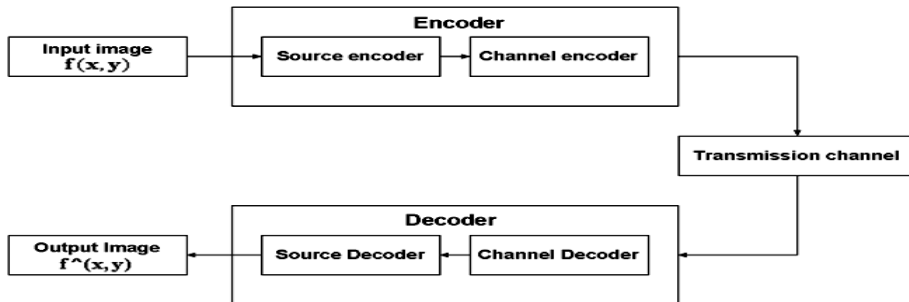 Encoder
Input image
f(x,y)
Source encoder
Channel encoder
Transmission channel
Decoder
Output Image
f^(x,y)
Source Decoder
Channel Decoder